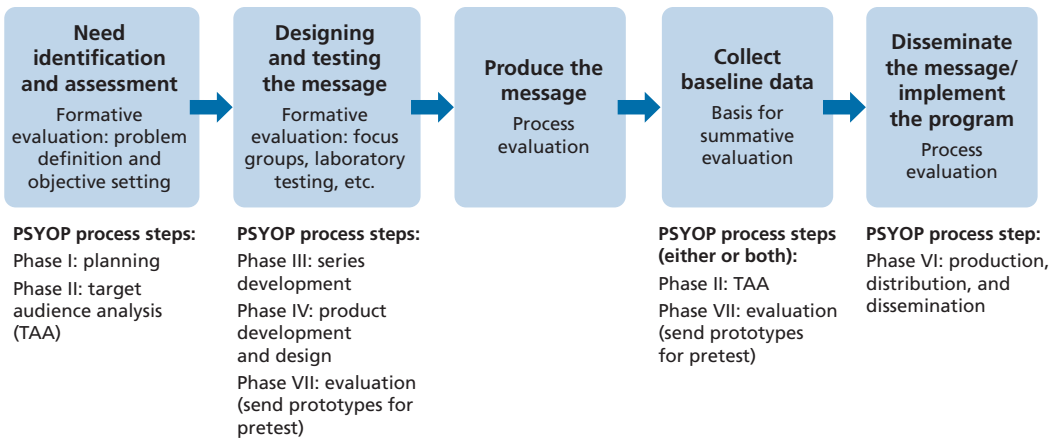 Need
identification
and assessment
Formative
evaluation: problem
definition and
objective setting
Designing
and testing
the message
Formative
evaluation: focus
groups, laboratory
testing, etc.
Produce the
message
Process
evaluation
Collect
baseline data
Basis for
summative
evaluation
Disseminate
the message/
implement
the program
Process
evaluation
PSYOP process steps:
Phase I: planning
Phase II: target
audience analysis
(TAA)
PSYOP process steps:
Phase III: series
development
Phase IV: product
development
and design
Phase VII: evaluation
(send prototypes for
pretest)
PSYOP process steps
(either or both):
Phase II: TAA
Phase VII: evaluation
(send prototypes
for pretest)
PSYOP process step:
Phase VI: production,
distribution, and
dissemination